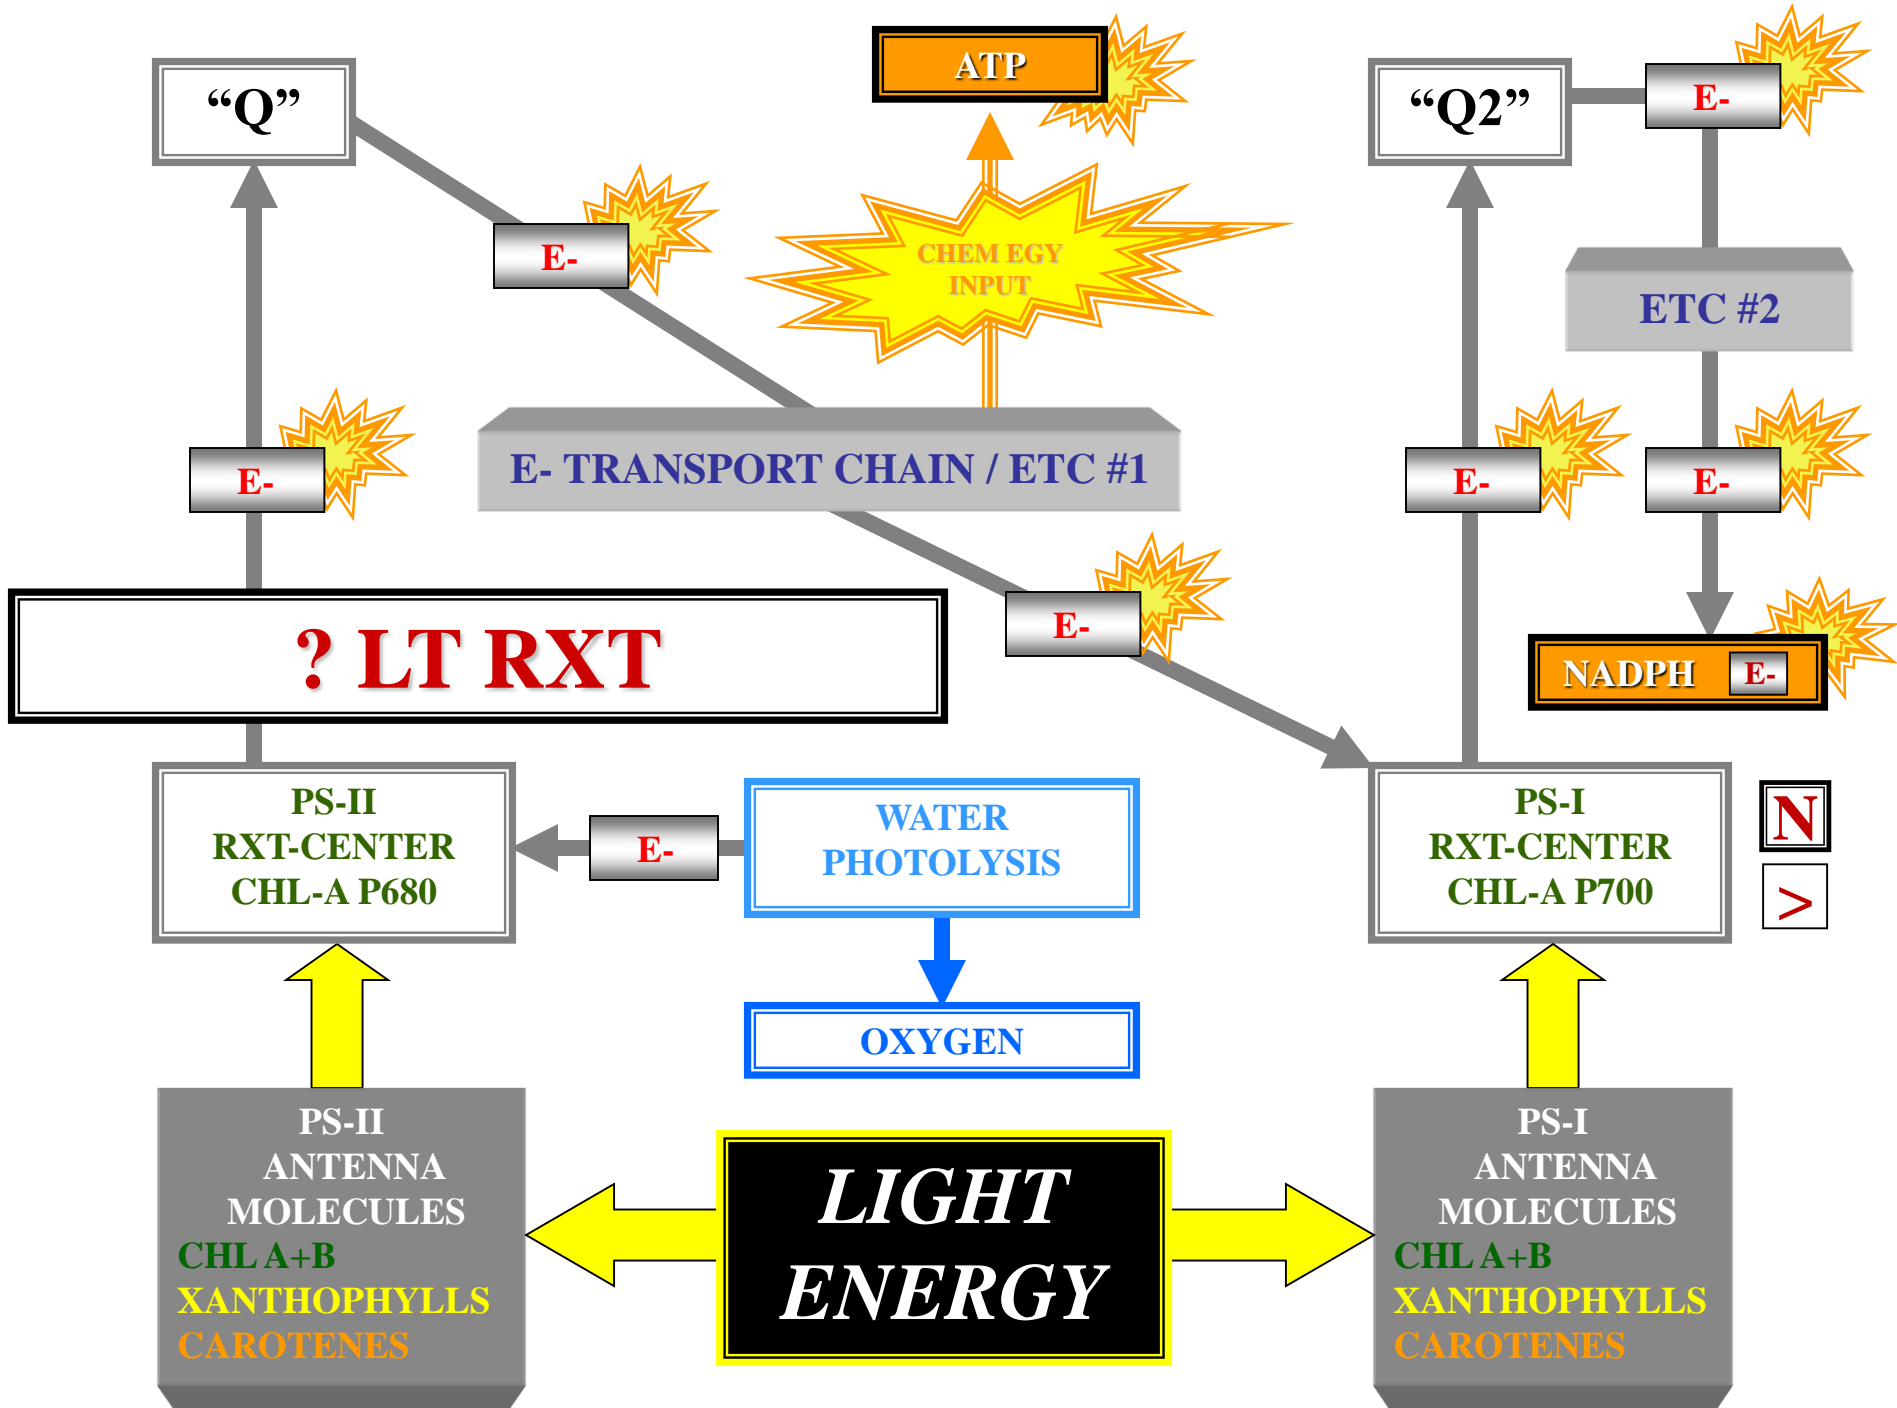 “Q”
ATP
“Q2”
E-
E-
CHEM EGY
INPUT
ETC #2
E-
E- TRANSPORT CHAIN / ETC #1
E-
E-
E-
? LT RXT
NADPH
E-
PS-II
RXT-CENTER
CHL-A P680
E-
WATER
PHOTOLYSIS
PS-I
RXT-CENTER
CHL-A P700
N
>
OXYGEN
PS-II
ANTENNA
MOLECULES
CHL A+B
XANTHOPHYLLS
CAROTENES
LIGHT
ENERGY
PS-I
ANTENNA
MOLECULES
CHL A+B
XANTHOPHYLLS
CAROTENES